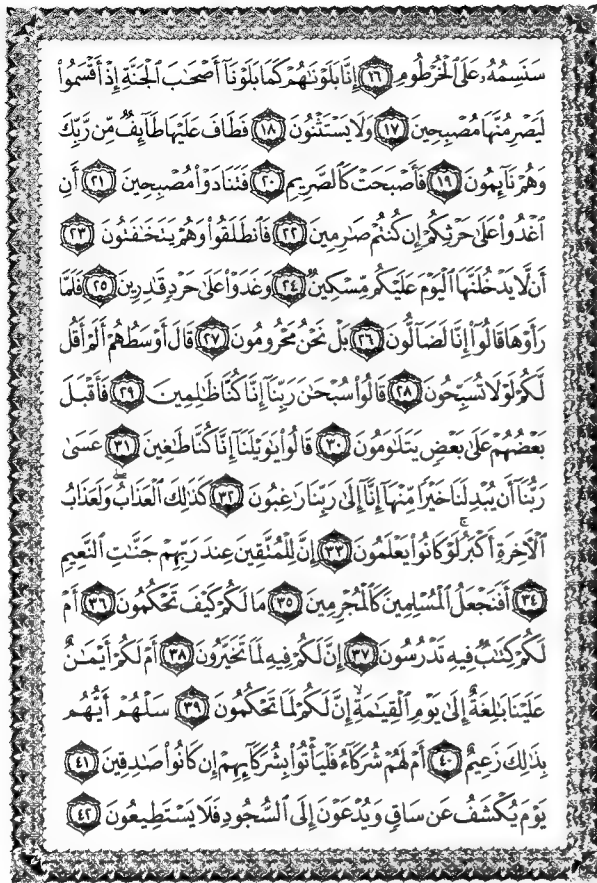 سَنَسِمُهُۥ عَلَى ٱلْخُرْطُومِ ١٦ إِنَّا بَلَوْنَٰهُمْ كَمَا بَلَوْنَآ أَصْحَٰبَ ٱلْجَنَّةِ إِذْ أَقْسَمُوا۟
لَيَصْرِمُنَّهَا مُصْبِحِينَ ١٧ وَلَا يَسْتَثْنُونَ ١٨ فَطَافَ عَلَيْهَا طَآئِفٌ مِّن رَّبِّكَ
وَهُمْ نَآئِمُونَ ١٩ فَأَصْبَحَتْ كَٱلصَّرِيمِ ٢٠ فَتَنَادَوْا۟ مُصْبِحِينَ ٢١ أَنِ
ٱغْدُوا۟ عَلَىٰ حَرْثِكُمْ إِن كُنتُمْ صَٰرِمِينَ ٢٢ فَٱنطَلَقُوا۟ وَهُمْ يَتَخَٰفَتُونَ ٢٣
أَن لَّا يَدْخُلَنَّهَا ٱلْيَوْمَ عَلَيْكُم مِّسْكِينٌ ٢٤ وَغَدَوْا۟ عَلَىٰ حَرْدٍ قَٰدِرِينَ ٢٥ فَلَمَّا
رَأَوْهَا قَالُوٓا۟ إِنَّا لَضَآلُّونَ ٢٦ بَلْ نَحْنُ مَحْرُومُونَ ٢٧ قَالَ أَوْسَطُهُمْ أَلَمْ أَقُل
لَّكُمْ لَوْلَا تُسَبِّحُونَ ٢٨ قَالُوا۟ سُبْحَٰنَ رَبِّنَآ إِنَّا كُنَّا ظَٰلِمِينَ ٢٩ فَأَقْبَلَ
بَعْضُهُمْ عَلَىٰ بَعْضٍ يَتَلَٰوَمُونَ ٣٠ قَالُوا۟ يَٰوَيْلَنَآ إِنَّا كُنَّا طَٰغِينَ ٣١ عَسَىٰ
رَبُّنَآ أَن يُبْدِلَنَا خَيْرًا مِّنْهَآ إِنَّآ إِلَىٰ رَبِّنَا رَٰغِبُونَ ٣٢ كَذَٰلِكَ ٱلْعَذَابُ ۖ وَلَعَذَابُ
ٱلْءَاخِرَةِ أَكْبَرُ ۚ لَوْ كَانُوا۟ يَعْلَمُونَ ٣٣ إِنَّ لِلْمُتَّقِينَ عِندَ رَبِّهِمْ جَنَّٰتِ ٱلنَّعِيمِ
٣٤ أَفَنَجْعَلُ ٱلْمُسْلِمِينَ كَٱلْمُجْرِمِينَ ٣٥ مَا لَكُمْ كَيْفَ تَحْكُمُونَ ٣٦ أَمْ
لَكُمْ كِتَٰبٌ فِيهِ تَدْرُسُونَ ٣٧ إِنَّ لَكُمْ فِيهِ لَمَا تَخَيَّرُونَ ٣٨ أَمْ لَكُمْ أَيْمَٰنٌ
عَلَيْنَا بَٰلِغَةٌ إِلَىٰ يَوْمِ ٱلْقِيَٰمَةِ ۙ إِنَّ لَكُمْ لَمَا تَحْكُمُونَ ٣٩ سَلْهُمْ أَيُّهُم
بِذَٰلِكَ زَعِيمٌ ٤٠ أَمْ لَهُمْ شُرَكَآءُ فَلْيَأْتُوا۟ بِشُرَكَآئِهِمْ إِن كَانُوا۟ صَٰدِقِينَ ٤١
يَوْمَ يُكْشَفُ عَن سَاقٍ وَيُدْعَوْنَ إِلَى ٱلسُّجُودِ فَلَا يَسْتَطِيعُونَ ٤٢